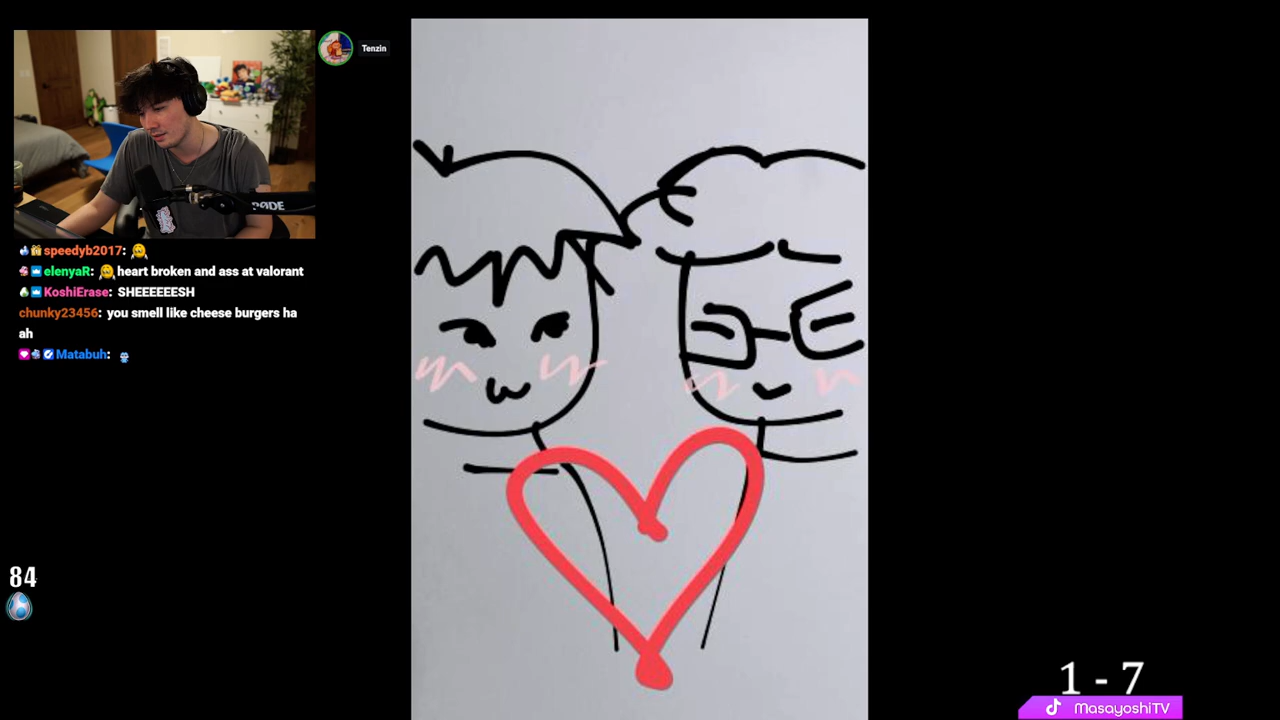 Tenzin
speedyb2017:
elenyaR: heart broken and ass at valorant
KoshiErase: SHEEEEEESH
chunky23456: you smell like cheese burgers ha
ah
Matabuh:
RØDE
84
1 - 7
MasayoshiTV